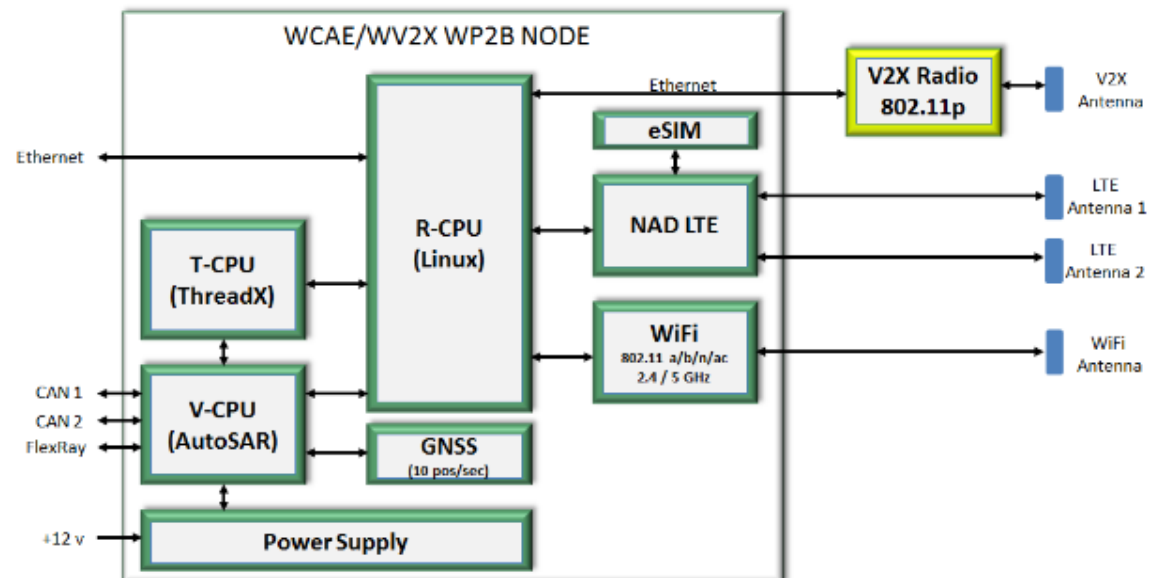 WCAE/WV2X WP2B NODE
Ethernet
V2X Radio
802.11p
V2X
Antenna
eSIM
Ethernet
R-CPU
(Linux)
NAD LTE
LTE
Antenna 1
LTE
Antenna 2
T-CPU
(ThreadX)
WiFi
802.11 a/b/n/ac
2.4 / 5 GHz
WiFi
Antenna
CAN 1
CAN 2
FlexRay
V-CPU
(AutoSAR)
GNSS
(10 pos/sec)
+12 v
Power Supply